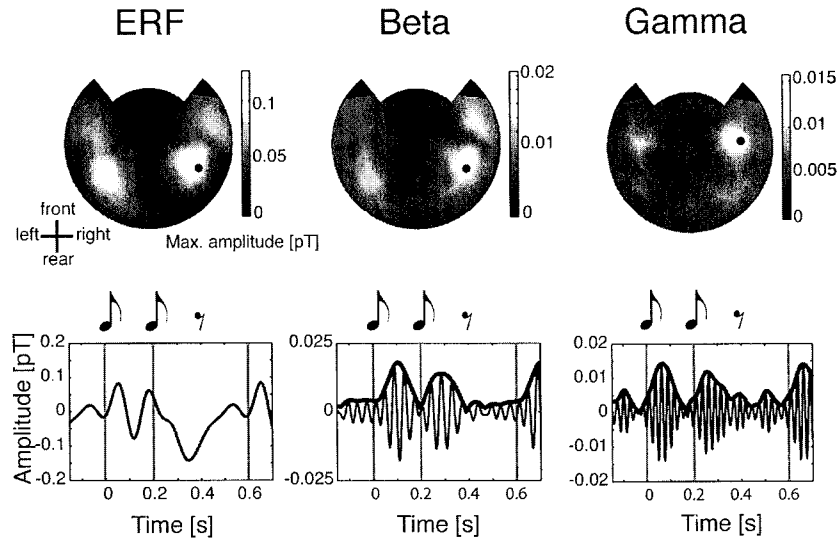 ERF Beta Gamma
0.1
0.05
0
0.02
0.01
0
0.015
0.01
0.005
0
front
left right
rear
Max. amplitude [pT]
Amplitude [pT]
0.2
0.1
0
-0.1
-0.2
0 0.2 0.4 0.6
Time [s]
0.025
0
-0.025
0 0.2 0.4 0.6
Time [s]
0.02
0.01
0
-0.01
-0.02
0 0.2 0.4 0.6
Time [s]